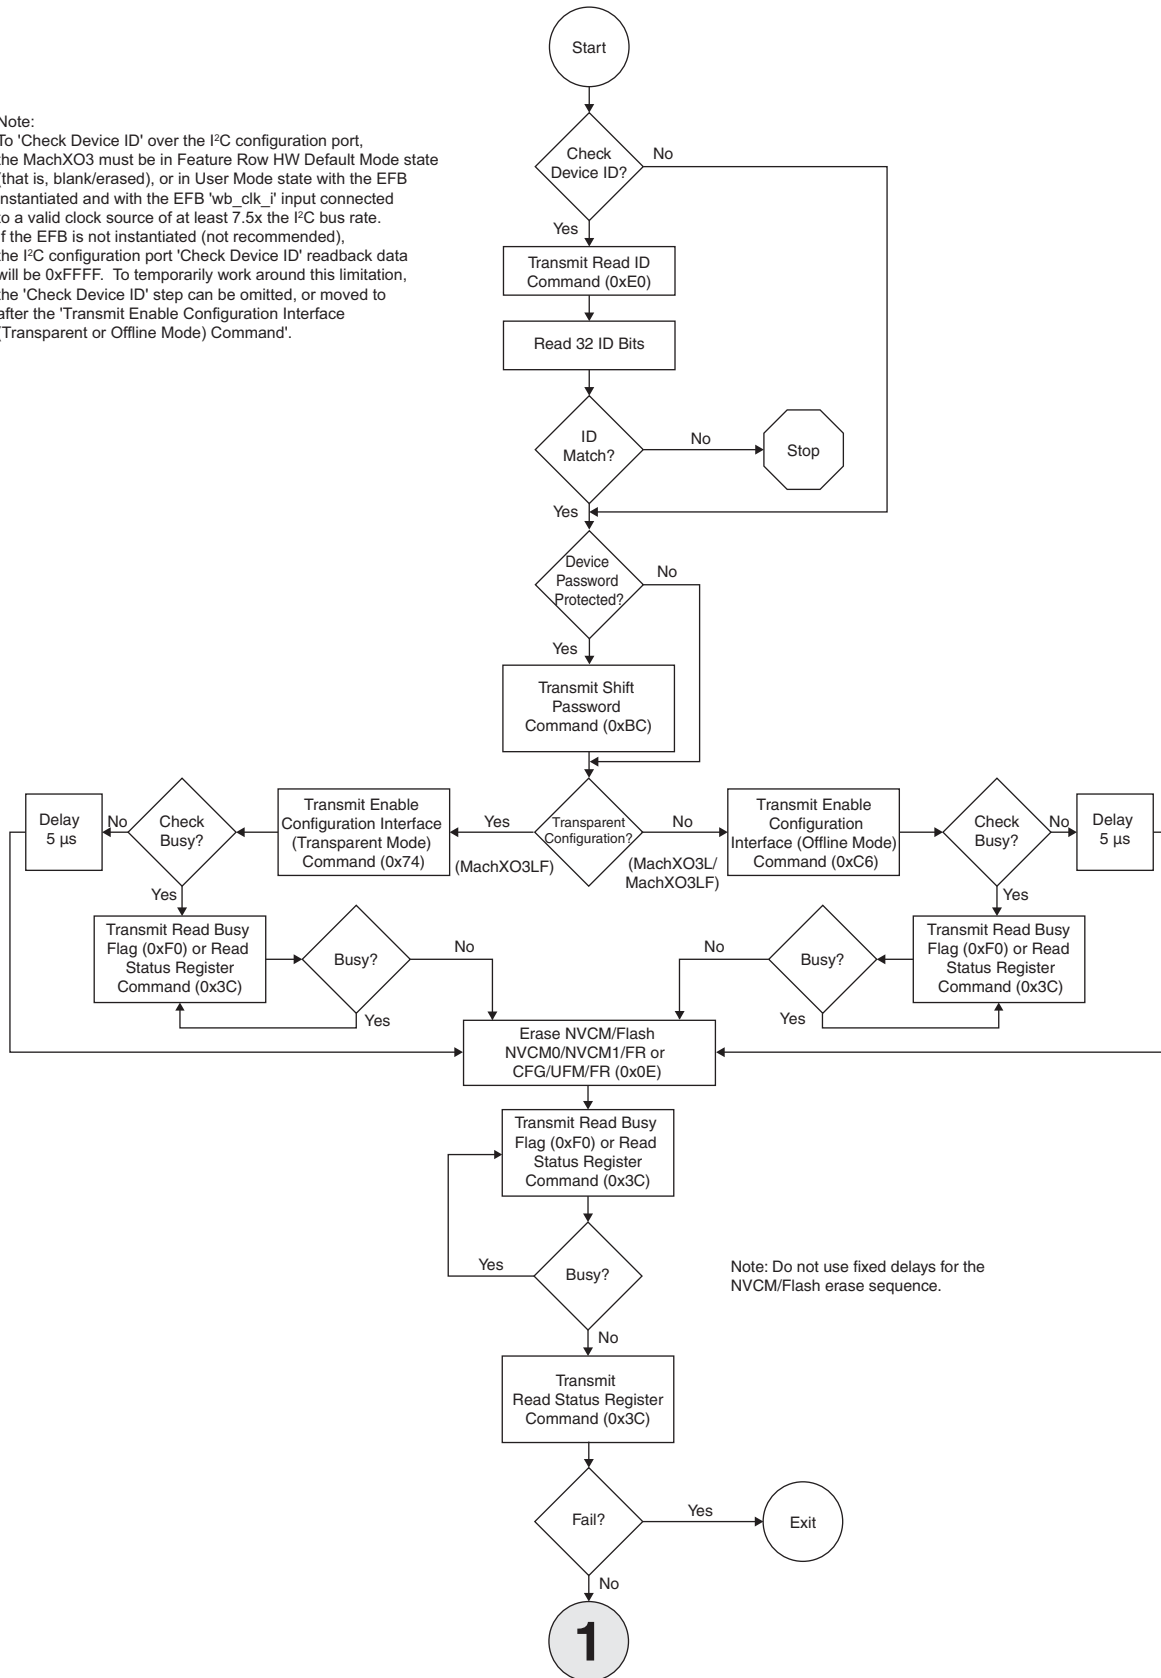 Start
Note:
To 'Check Device ID' over the I²C configuration port,
the MachXO3 must be in Feature Row HW Default Mode state
(that is, blank/erased), or in User Mode state with the EFB
instantiated and with the EFB 'wb_clk_i' input connected
to a valid clock source of at least 7.5x the I²C bus rate.
If the EFB is not instantiated (not recommended),
the I²C configuration port 'Check Device ID' readback data
will be 0xFFFF. To temporarily work around this limitation,
the 'Check Device ID' step can be omitted, or moved to
after the 'Transmit Enable Configuration Interface
(Transparent or Offline Mode) Command'.
Check
Device ID?
No
Yes
Transmit Read ID
Command (0xE0)
Read 32 ID Bits
ID
Match?
No
Stop
Yes
Device
Password
Protected?
No
Yes
Transmit Shift
Password
Command (0xBC)
Delay
5 µs
No
Check
Busy?
Transmit Enable
Configuration Interface
(Transparent Mode)
Command (0x74)
Yes
(MachXO3LF)
Transparent
Configuration?
No
(MachXO3L/
MachXO3LF)
Transmit Enable
Configuration
Interface (Offline Mode)
Command (0xC6)
Check
Busy?
No
Delay
5 µs
Yes
Transmit Read Busy
Flag (0xF0) or Read
Status Register
Command (0x3C)
Busy?
No
Yes
No
Busy?
Yes
Yes
Transmit Read Busy
Flag (0xF0) or Read
Status Register
Command (0x3C)
Erase NVCM/Flash
NVCM0/NVCM1/FR or
CFG/UFM/FR (0x0E)
Transmit Read Busy
Flag (0xF0) or Read
Status Register
Command (0x3C)
Yes
Busy?
Note: Do not use fixed delays for the
NVCM/Flash erase sequence.
No
Transmit
Read Status Register
Command (0x3C)
Fail?
Yes
Exit
No
1